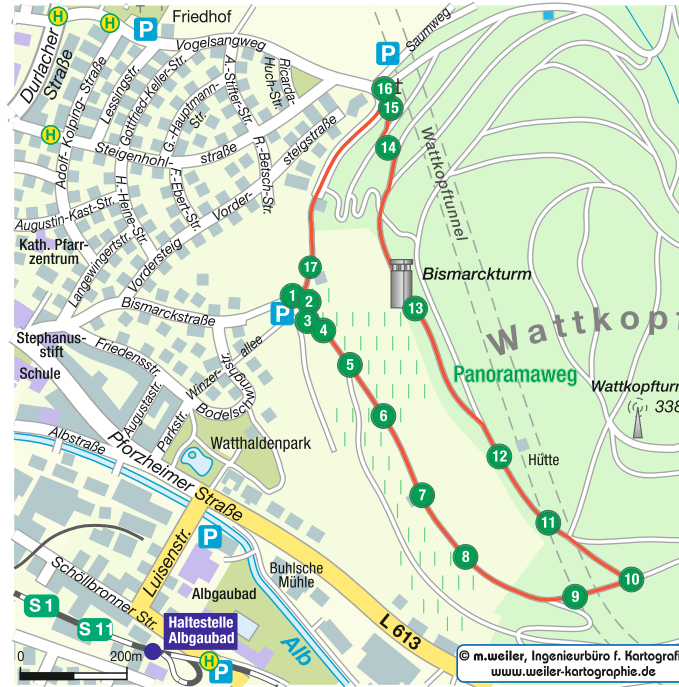 H
H
P
Friedhof
Durlacher
Straße
Vogelsangweg
P
Saumweg
Adolf- Kolping- Straße
Lessingstr.
Gottfried-Keller-Str.
G.-Hauptmann-
Str.
A.-Stifter-Str.
Ricarda-
Huch-Str.
16
15
H
14
Steigenhohl-
straße
steigstraße
R.-Betsch-Str.
H.-Heine-Str.
F.-Ebert-Str.
Vorder-
Wattkopftunnel
Augustin-Kast-Str.
Kath. Pfarr-
zentrum
Langewingertstr.
Vordersteig
17
Bismarckturm
1
2
3
4
P
13
Bismarckstraße
Wattkopf
Stephanus-
stift
Schule
Friedensstr.
Winzer-
allee
wingstr.
Bodelsch
5
Panoramaweg
Wattkopfturm
338
Augustastr.
Parkstr.
6
Albstraße
Pforzheimer Straße
Watthaldenpark
12
Hütte
7
11
P
Luisenstr.
8
Schöllbronner Str.
Buhlsche
Mühle
Albgaubad
10
9
S 1
S 11
Haltestelle
Albgaubad
Alb
L 613
H
P
0
200m
© m.weiler, Ingenieurbüro f. Kartografi
www.weiler-kartographie.de